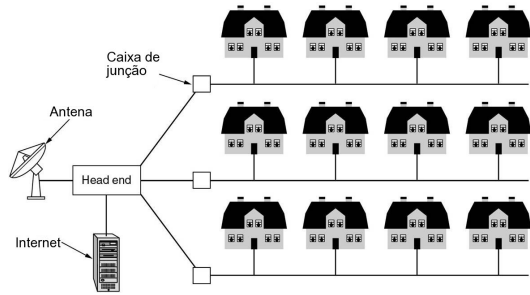 Caixa de
junção
Antena
Head end
Internet